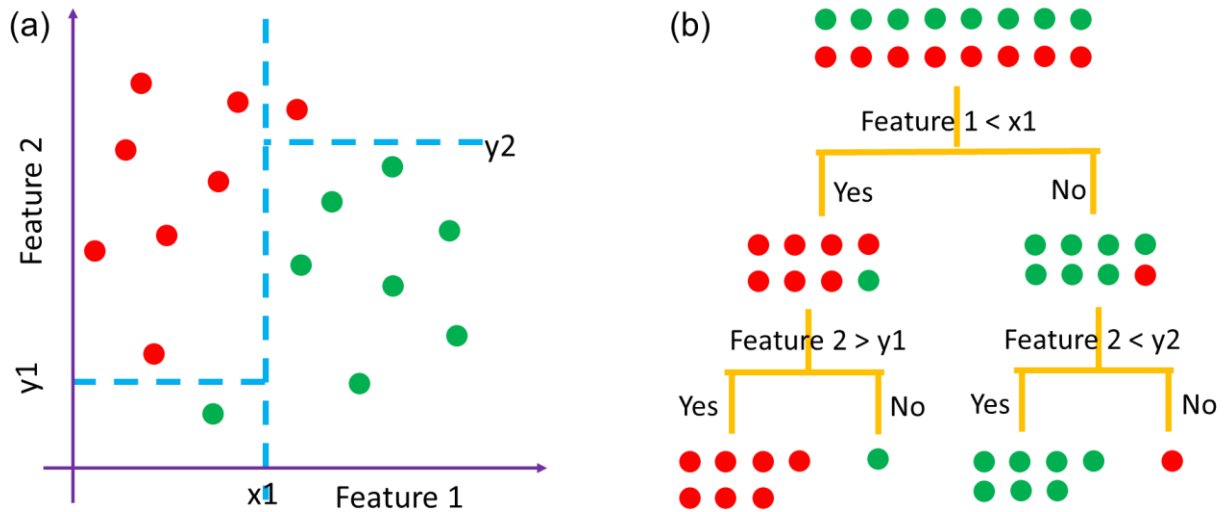 (a)
Feature 2
y1
y2
x1
Feature 1
(b)
Feature 1 < x1
Yes
No
Feature 2 > y1
Feature 2 < y2
Yes
No
Yes
No